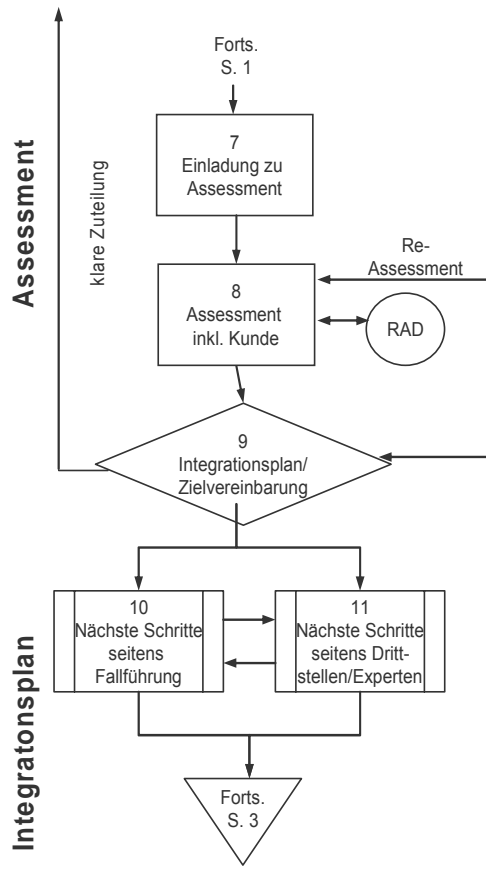 Forts.
S. 1
Assessment
klare Zuteilung
7
Einladung zu
Assessment
Re-
Assessment
8
Assessment
inkl. Kunde
RAD
9
Integrationsplan/
Zielvereinbarung
Integratonsplan
10
Nächste Schritte
seitens
Fallführung
11
Nächste Schritte
seitens Dritt-
stellen/Experten
Forts.
S. 3